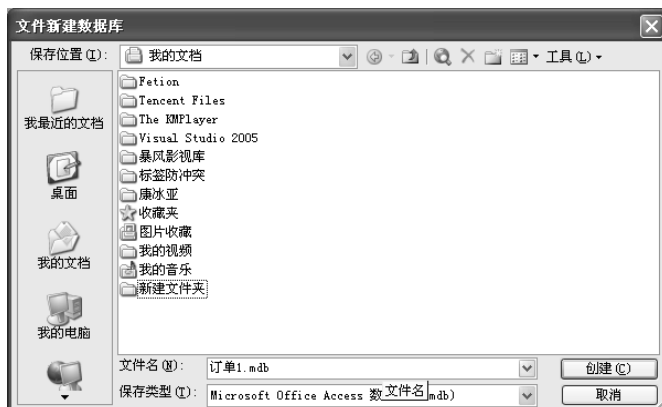 文件新建数据库
保存位置(I): 我的文档 工具(L)
Fetion
Tencent Files
The KMPlayer
Visual Studio 2005
暴风影视库
标签防冲突
康冰亚
收藏夹
图片收藏
我的视频
我的音乐
新建文件夹
我最近的文档
桌面
我的文档
我的电脑
文件名(N): 订单1.mdb 创建(C)
保存类型(T): Microsoft Office Access 数 文件名 mdb) 取消